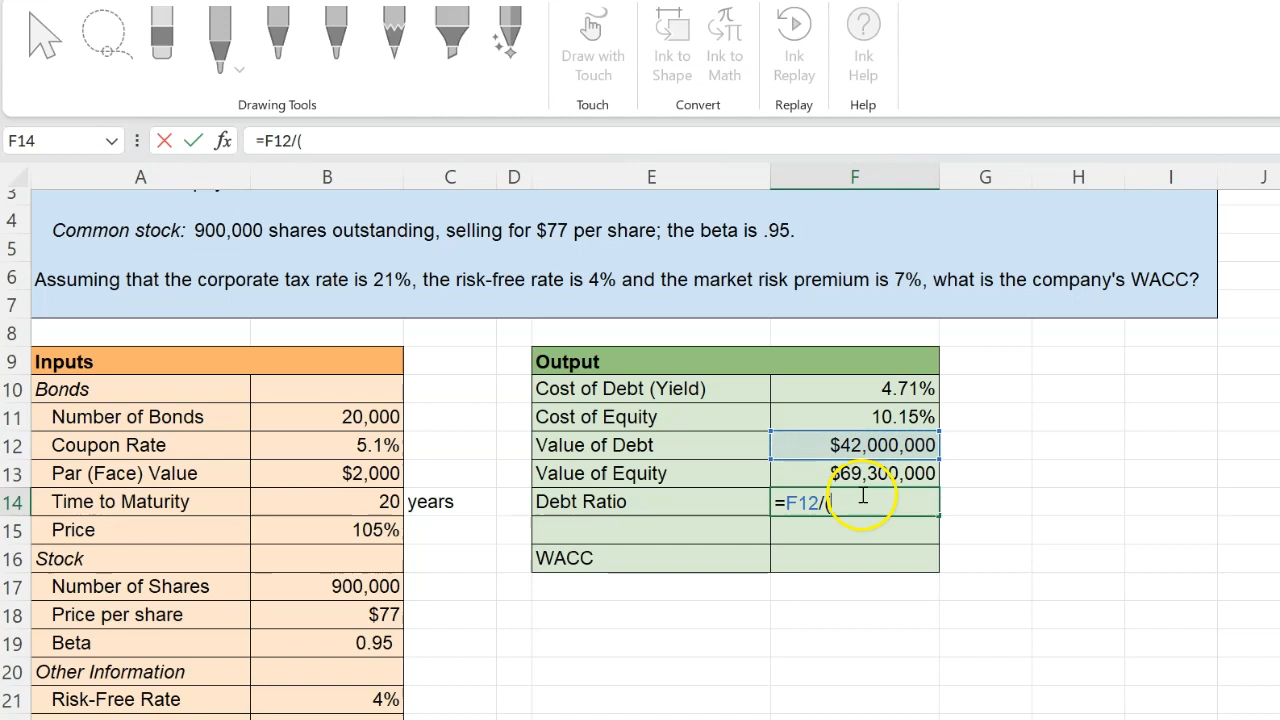 Draw with Touch
Ink to Shape
Ink to Math
Ink Replay
Ink Help
Drawing Tools
Touch
Convert
Replay
Help
F14
fx
=F12/(
A B C D E F G H I J
3
4 Common stock: 900,000 shares outstanding, selling for $77 per share; the beta is .95.
5
6 Assuming that the corporate tax rate is 21%, the risk-free rate is 4% and the market risk premium is 7%, what is the company's WACC?
7
8
9 Inputs Output
10 Bonds Cost of Debt (Yield) 4.71%
11 Number of Bonds 20,000 Cost of Equity 10.15%
12 Coupon Rate 5.1% Value of Debt $42,000,000
13 Par (Face) Value $2,000 Value of Equity $69,300,000
14 Time to Maturity 20 years Debt Ratio =F12/(
15 Price 105%
16 Stock WACC
17 Number of Shares 900,000
18 Price per share $77
19 Beta 0.95
20 Other Information
21 Risk-Free Rate 4%